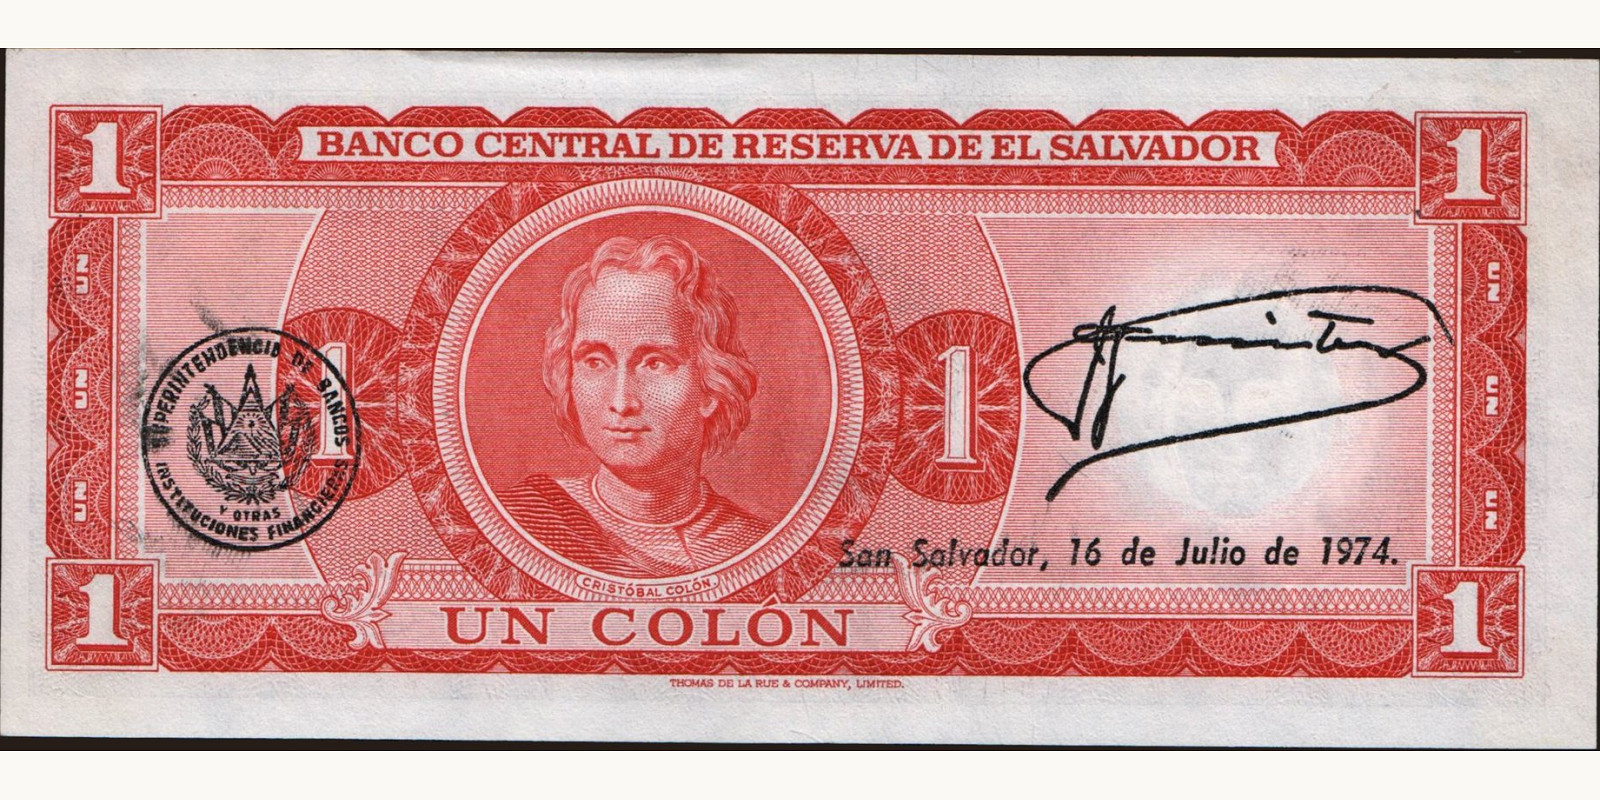 BANCO CENTRAL DE RESERVA DE EL SALVADOR
1
1
UN
UN
UN
UN
UN
UN
SUPERINTENDENCIA DE BANCOS
Y OTRAS
INSTITUCIONES FINANCIERAS
1
1
San Salvador, 16 de Julio de 1974.
CRISTÓBAL COLÓN.
UN COLÓN
1
1
THOMAS DE LA RUE & COMPANY, LIMITED.